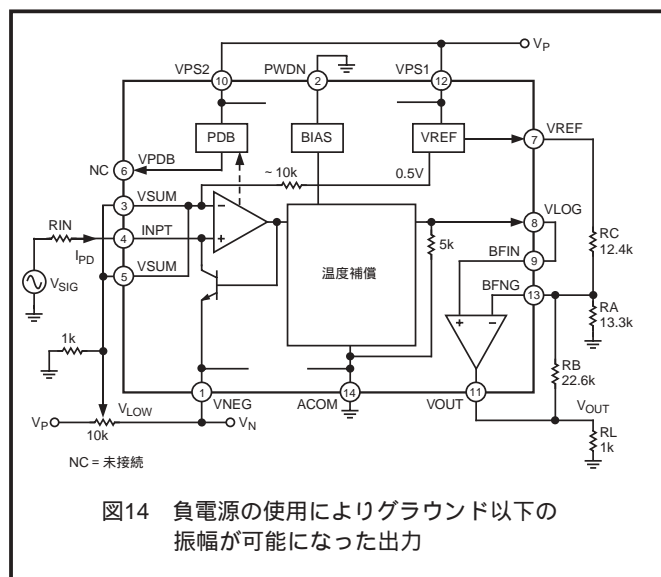 VP
VPS2
PWDN
VPS1
10
2
12
PDB
BIAS
VREF
7
VREF
NC
6
VPDB
~ 10k
0.5V
3
VSUM
VLOG
8
RIN
4
INPT
IPD
5k
RC
12.4k
BFIN
9
5
VSUM
温度補償
VSIG
BFNG
13
RA
13.3k
1k
RB
22.6k
1
14
11
VLOW
VNEG
ACOM
VOUT
VOUT
VP
10k
VN
RL
1k
NC = 未接続
図14 負電源の使用によりグラウンド以下の
振幅が可能になった出力